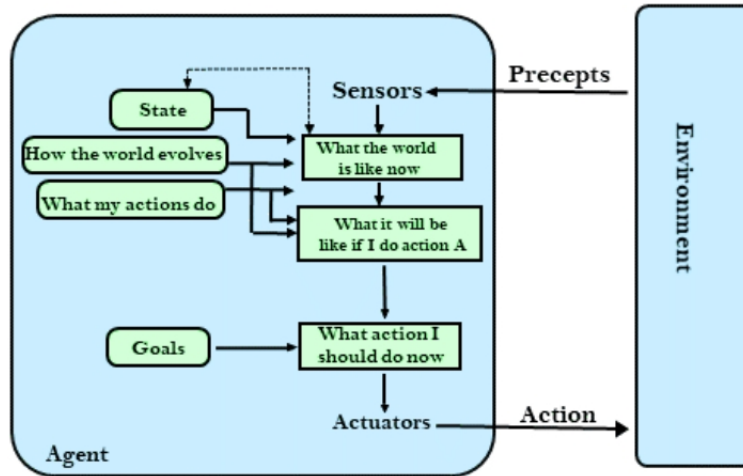 Precepts
Sensors
State
How the world evolves
What the world
is like now
What my actions do
What it will be
like if I do action A
Environment
Goals
What action I
should do now
Actuators
Action
Agent